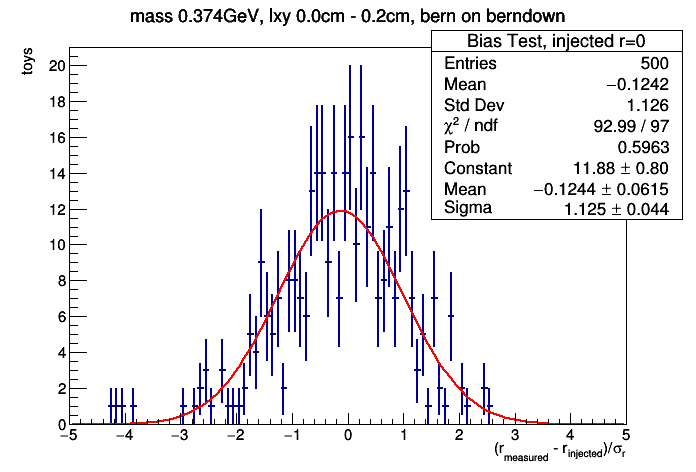 mass 0.374GeV, lxy 0.0cm - 0.2cm, bern on berndown
toys
Bias Test, injected r=0
Entries 500
Mean −0.1242
Std Dev 1.126
χ² / ndf 92.99 / 97
Prob 0.5963
Constant 11.88 ± 0.80
Mean −0.1244 ± 0.0615
Sigma 1.125 ± 0.044
20
18
16
14
12
10
8
6
4
2
0
−5 −4 −3 −2 −1 0 1 2 3 4 5
(r_measured - r_injected)/σ_r